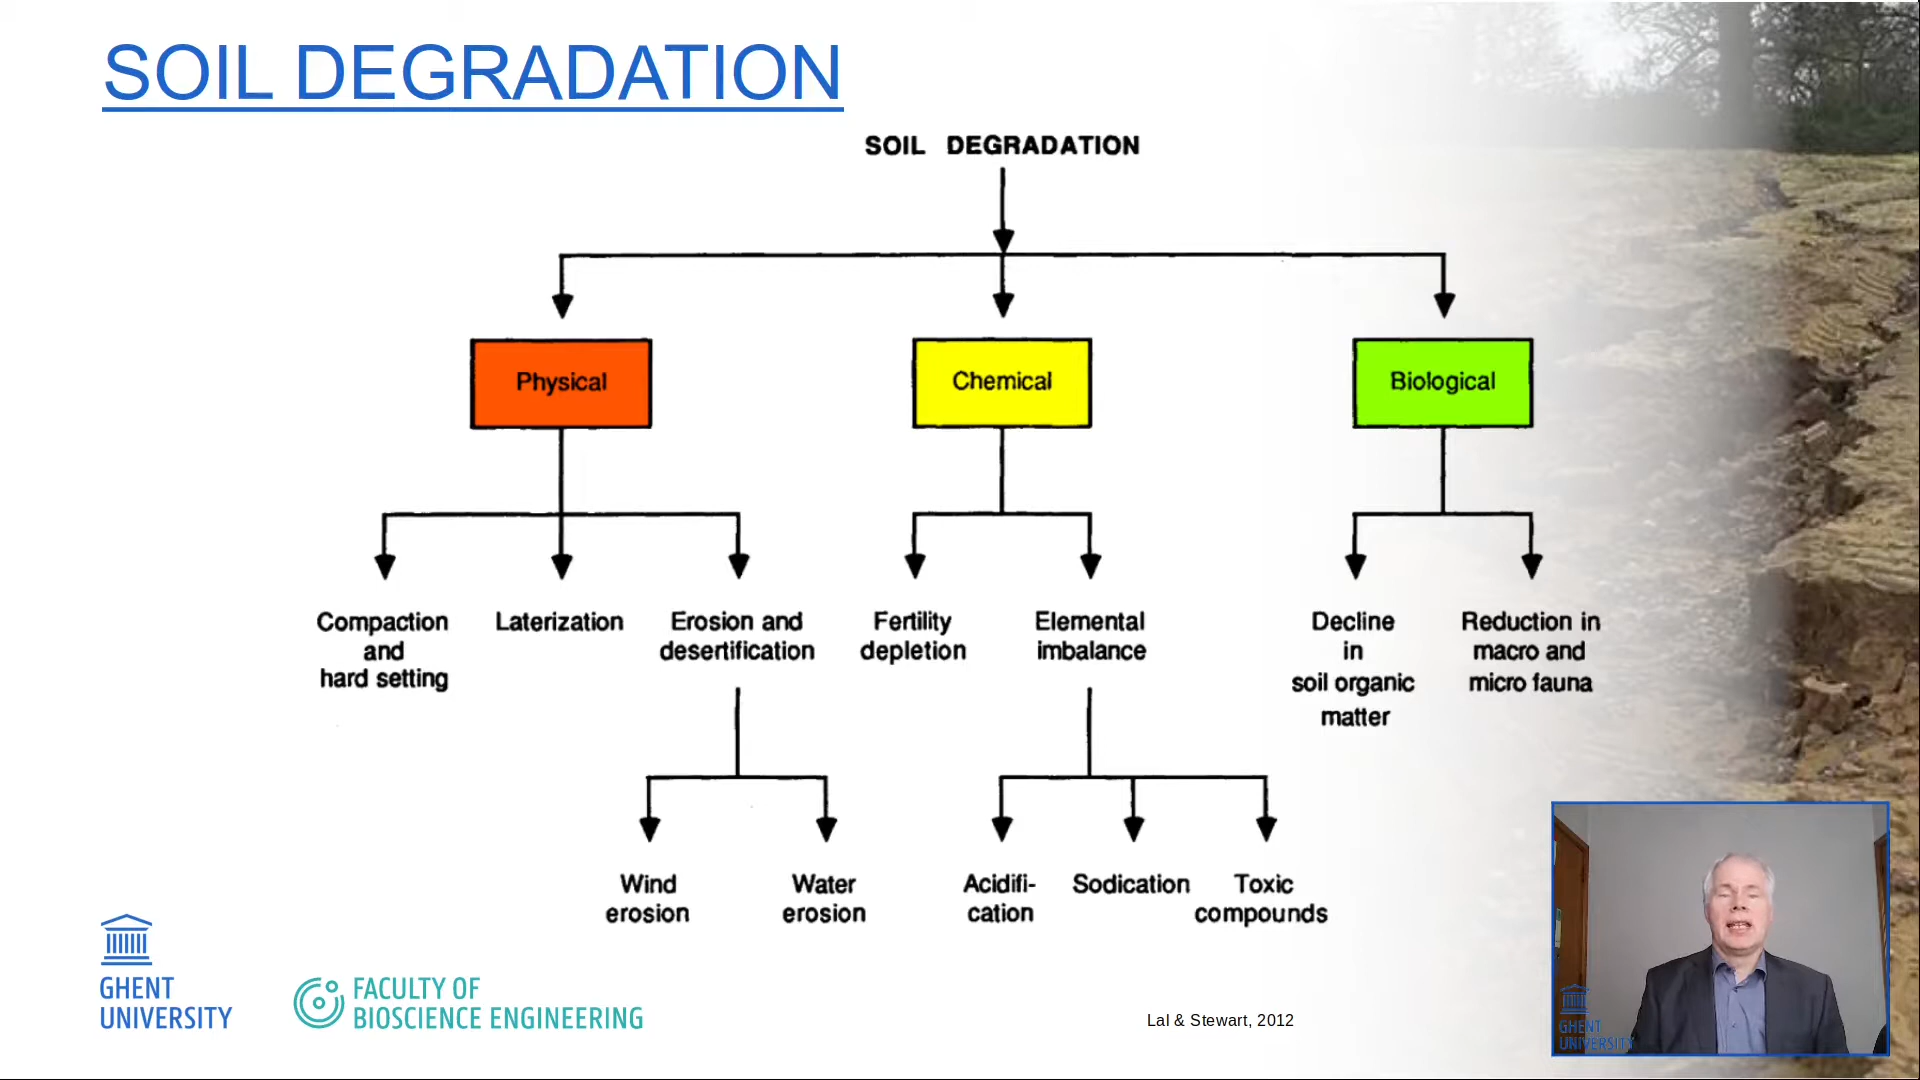 SOIL DEGRADATION
SOIL DEGRADATION
Physical
Chemical
Biological
Compaction
and
hard setting
Laterization
Erosion and
desertification
Fertility
depletion
Elemental
imbalance
Decline
in
soil organic
matter
Reduction in
macro and
micro fauna
Wind
erosion
Water
erosion
Acidifi-
cation
Sodication
Toxic
compounds
GHENT
UNIVERSITY
FACULTY OF
BIOSCIENCE ENGINEERING
Lal & Stewart, 2012
GHENT
UNIVERSITY